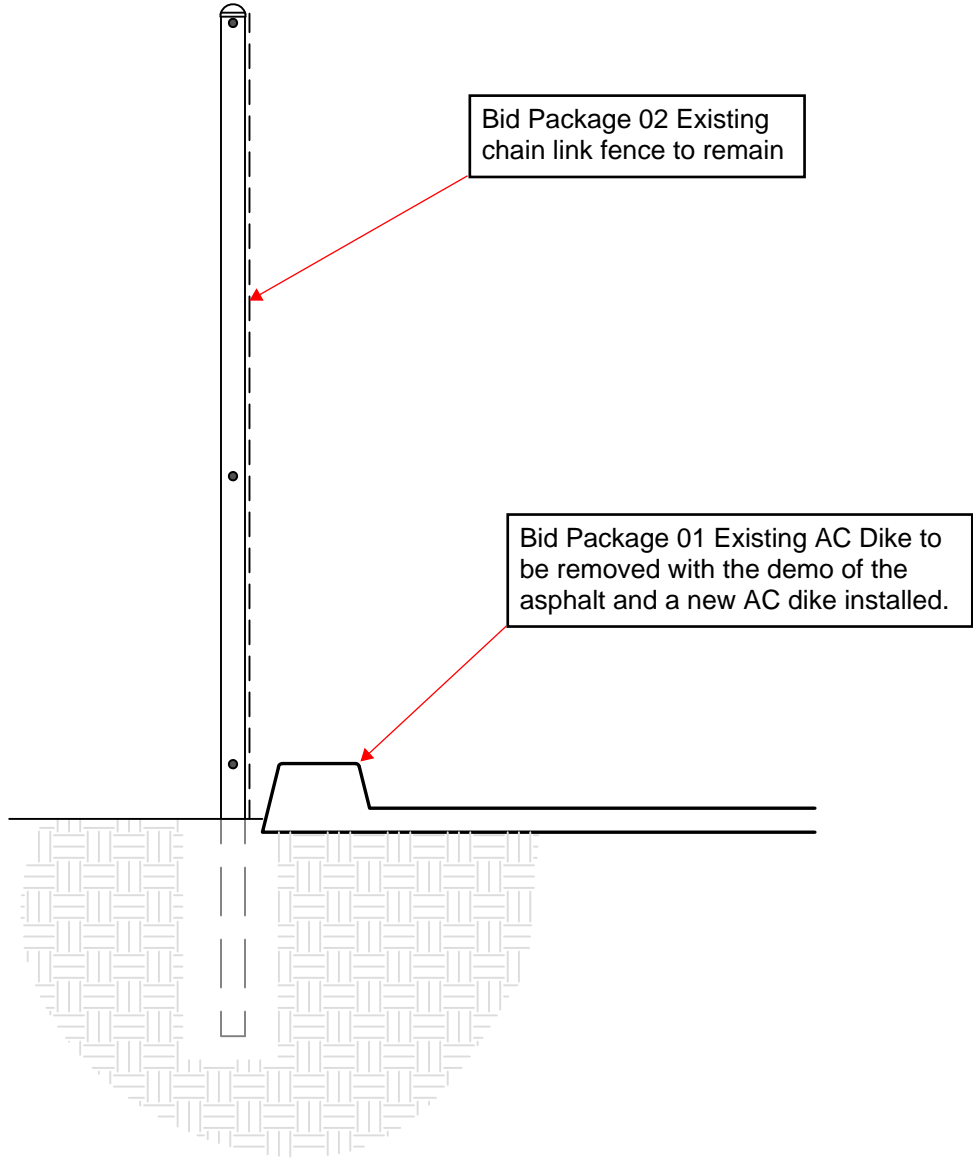 Bid Package 02 Existing
chain link fence to remain
Bid Package 01 Existing AC Dike to
be removed with the demo of the
asphalt and a new AC dike installed.